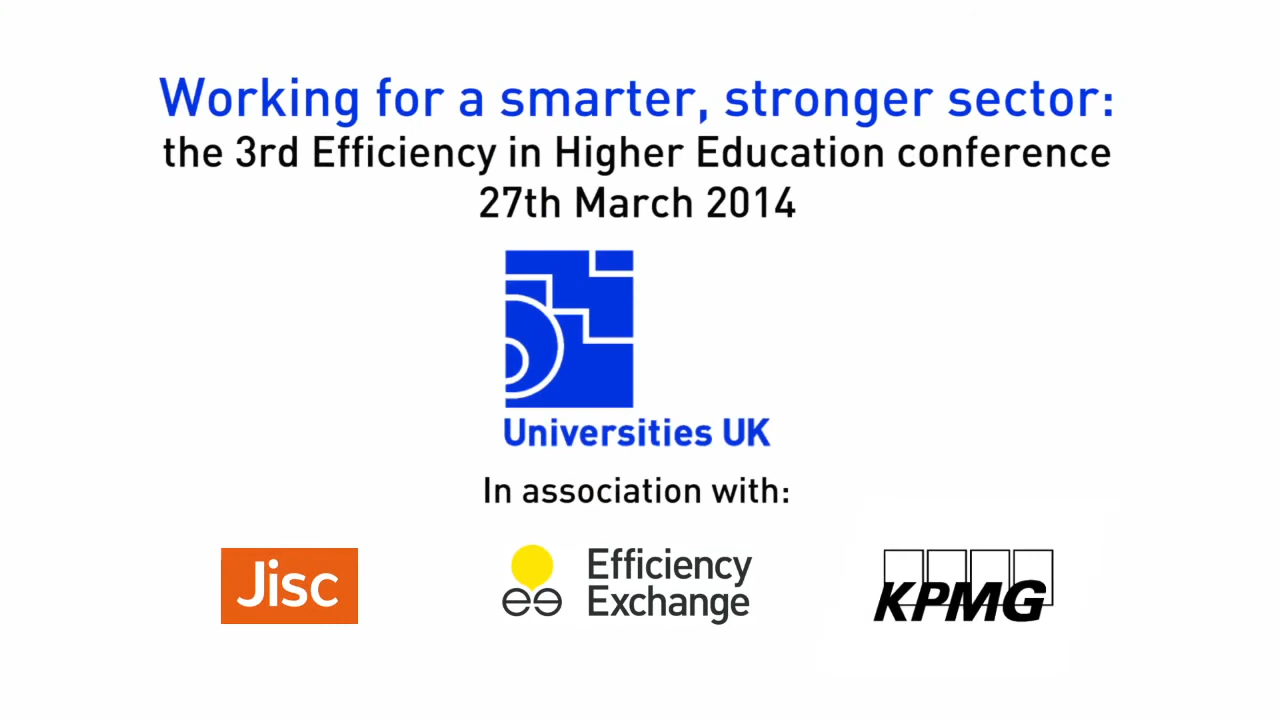 Working for a smarter, stronger sector:
the 3rd Efficiency in Higher Education conference
27th March 2014
Universities UK
In association with:
Jisc
Efficiency
Exchange
KPMG